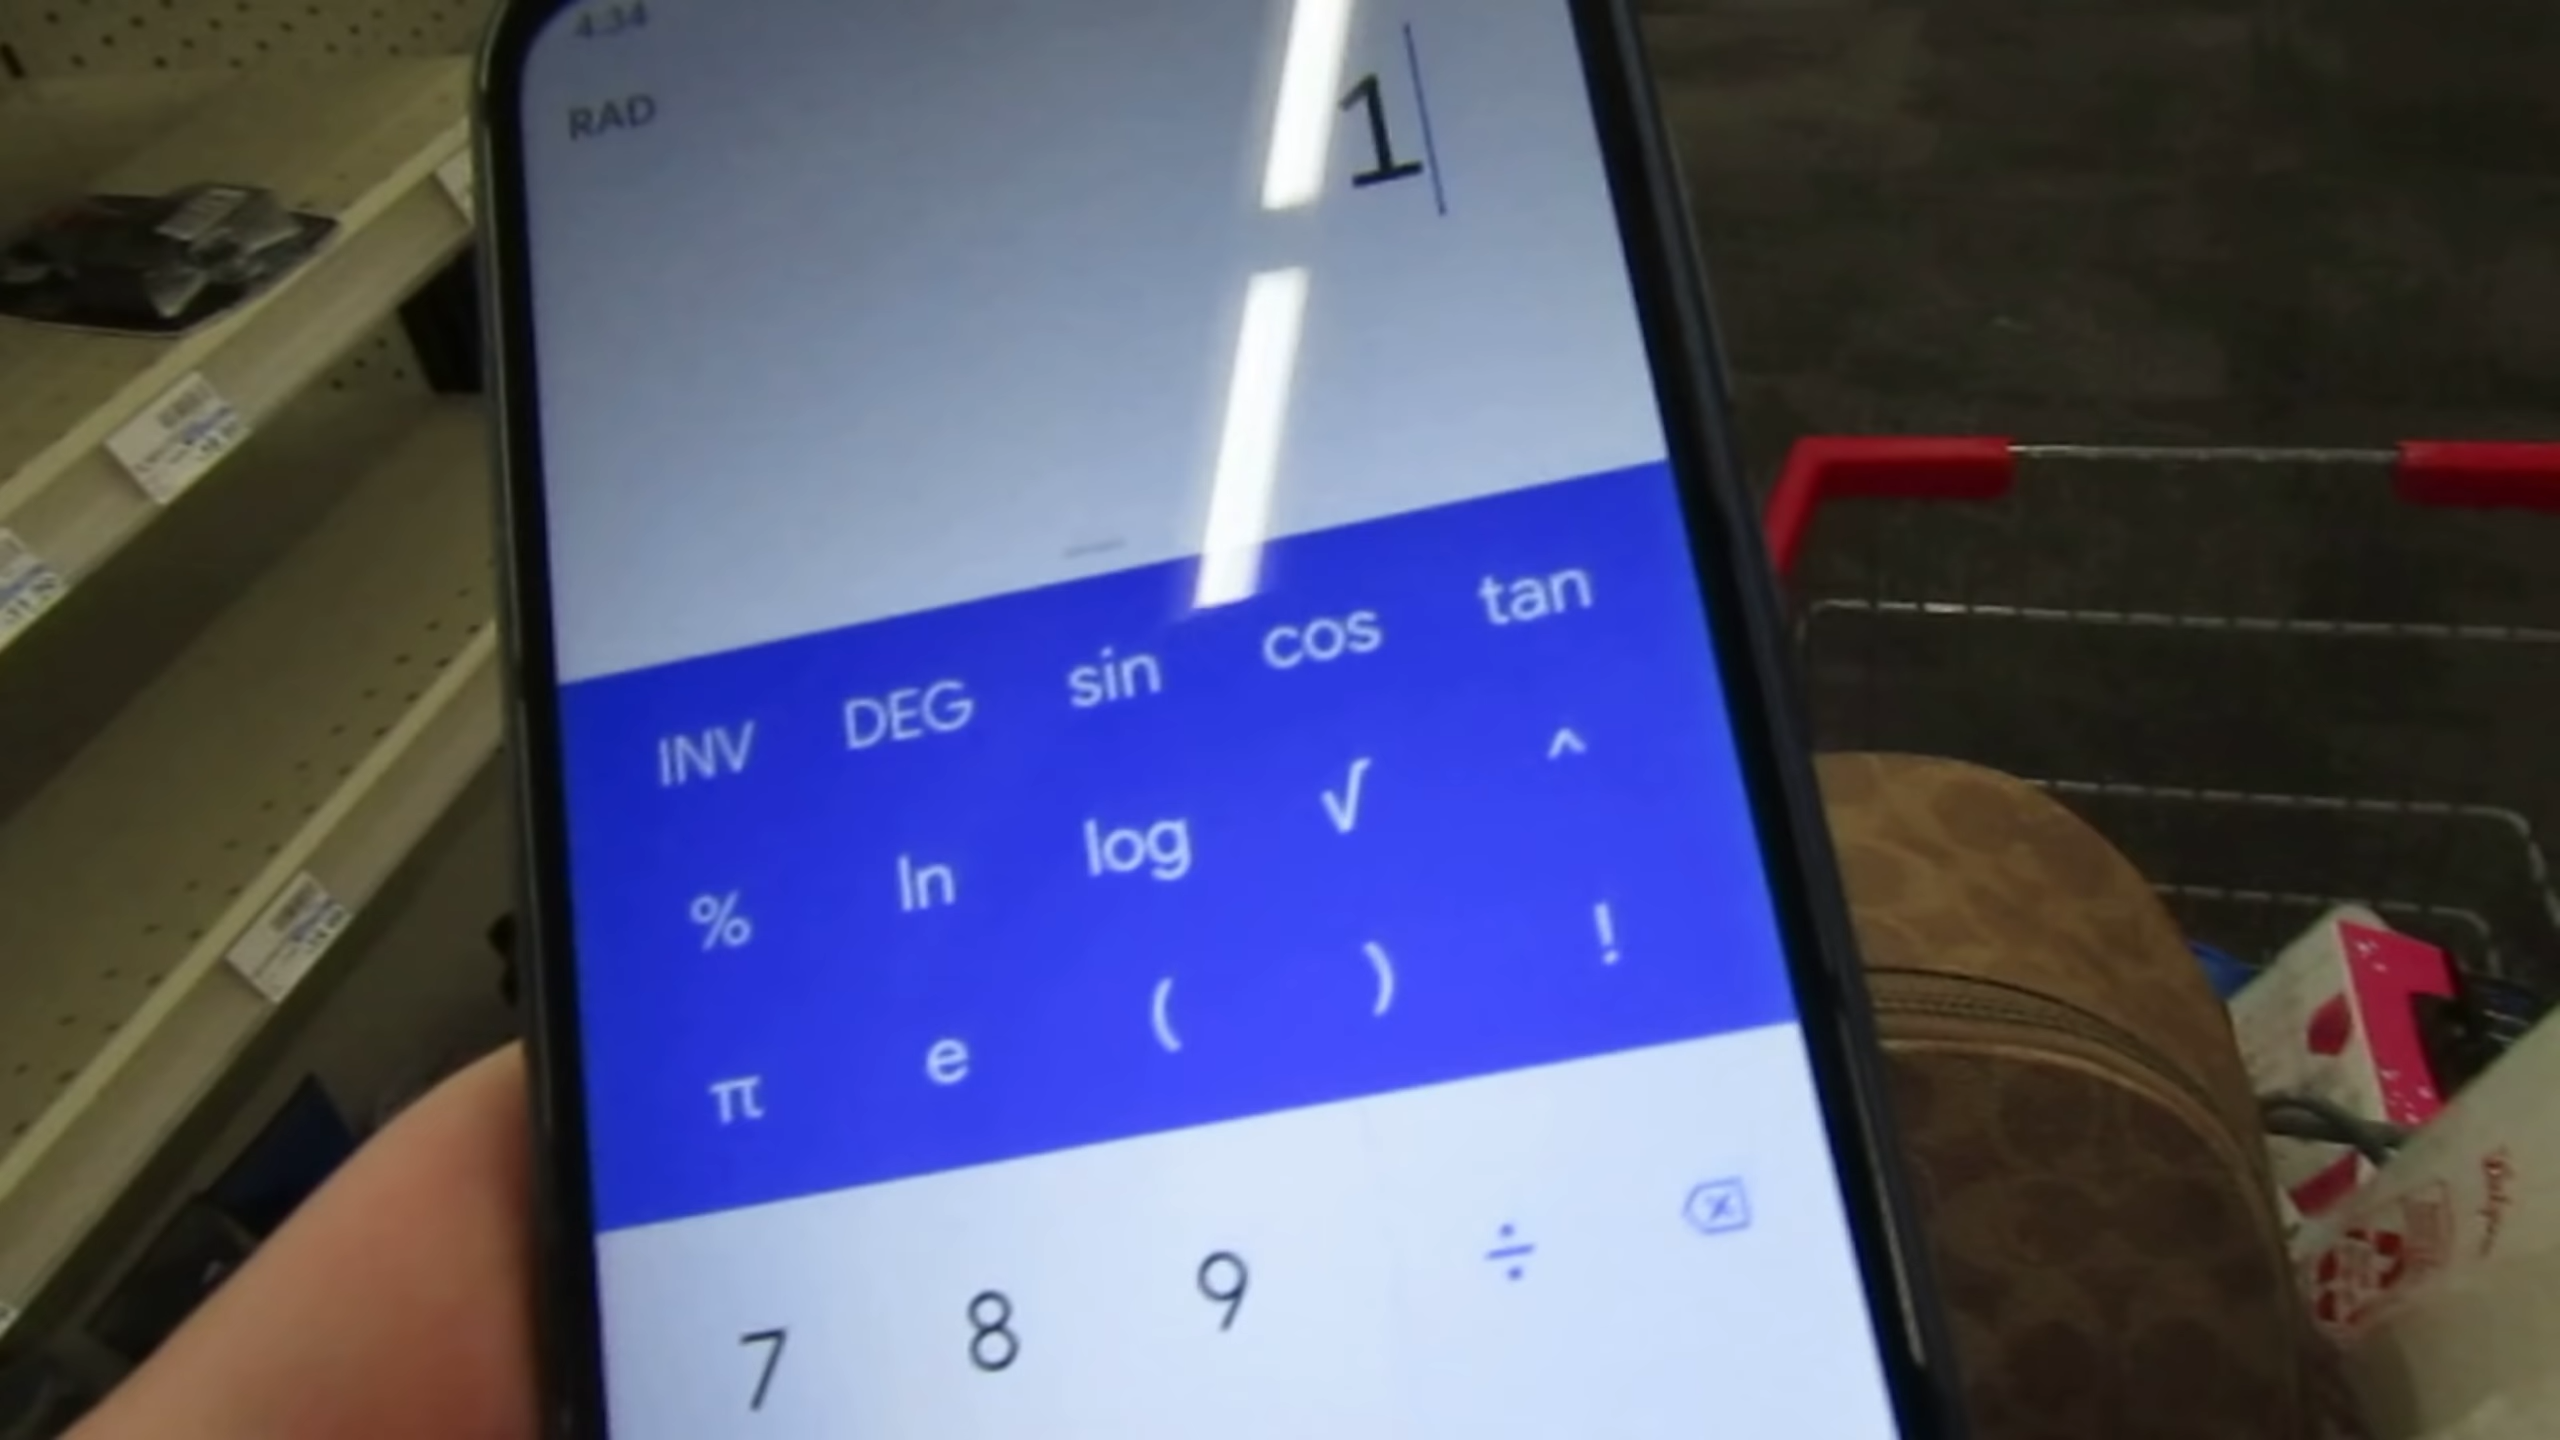 4:34
RAD
1
INV DEG sin cos tan
% ln log √ ^
π e ( ) !
7 8 9 ÷